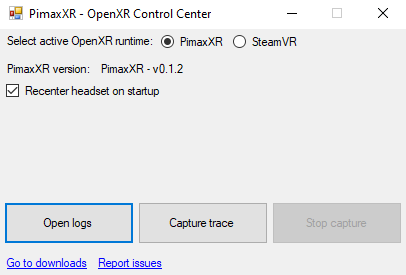 PimaxXR - OpenXR Control Center
Select active OpenXR runtime: PimaxXR SteamVR
PimaxXR version: PimaxXR - v0.1.2
Recenter headset on startup
Open logs Capture trace Stop capture
Go to downloads Report issues